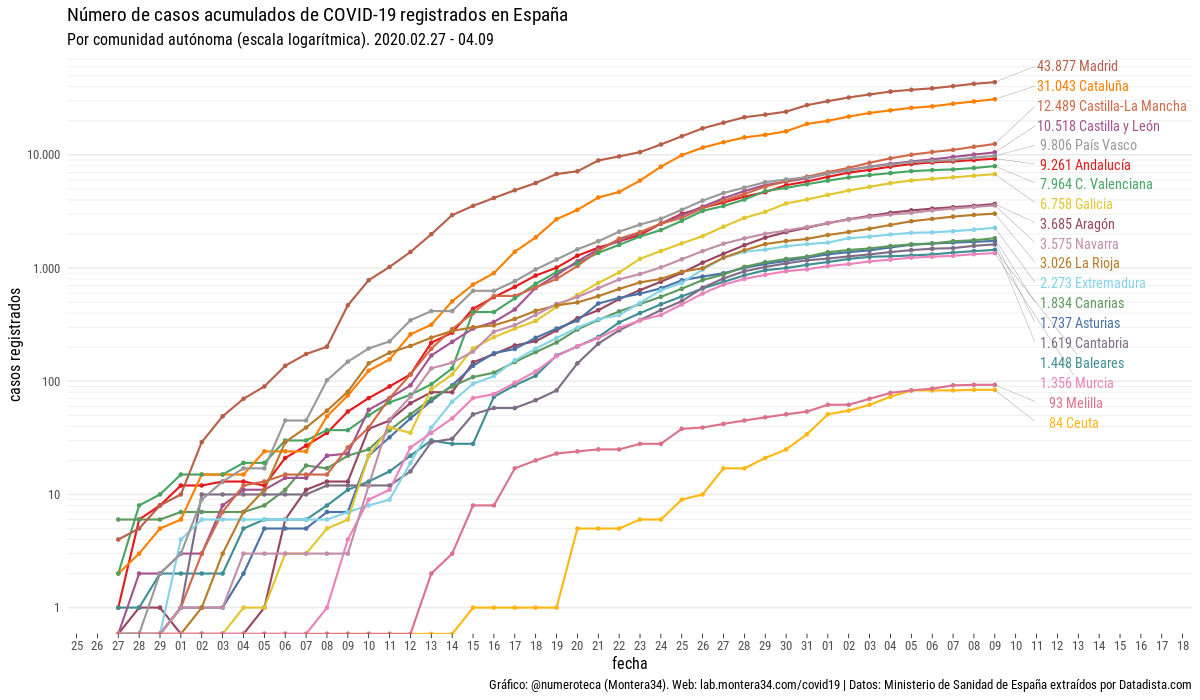 Número de casos acumulados de COVID-19 registrados en España
Por comunidad autónoma (escala logarítmica). 2020.02.27 - 04.09
43.877 Madrid
31.043 Cataluña
12.489 Castilla-La Mancha
10.518 Castilla y León
9.806 País Vasco
9.261 Andalucía
7.964 C. Valenciana
6.758 Galicia
3.685 Aragón
3.575 Navarra
3.026 La Rioja
2.273 Extremadura
1.834 Canarias
1.737 Asturias
1.619 Cantabria
1.448 Baleares
1.356 Murcia
93 Melilla
84 Ceuta
casos registrados
10.000
1.000
100
10
1
25 26 27 28 29 01 02 03 04 05 06 07 08 09 10 11 12 13 14 15 16 17 18 19 20 21 22 23 24 25 26 27 28 29 30 31 01 02 03 04 05 06 07 08 09 10 11 12 13 14 15 16 17 18
fecha
Gráfico: @numeroteca (Montera34). Web: lab.montera34.com/covid19 | Datos: Ministerio de Sanidad de España extraídos por Datadista.com